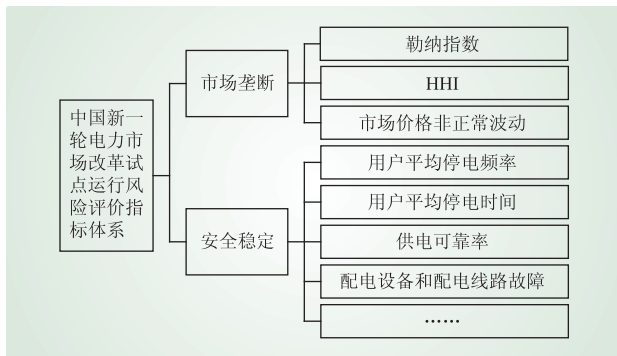 中国新一
轮电力市
场改革试
点运行风
险评价指
标体系
市场垄断
安全稳定
勒纳指数
HHI
市场价格非正常波动
用户平均停电频率
用户平均停电时间
供电可靠率
配电设备和配电线路故障
……